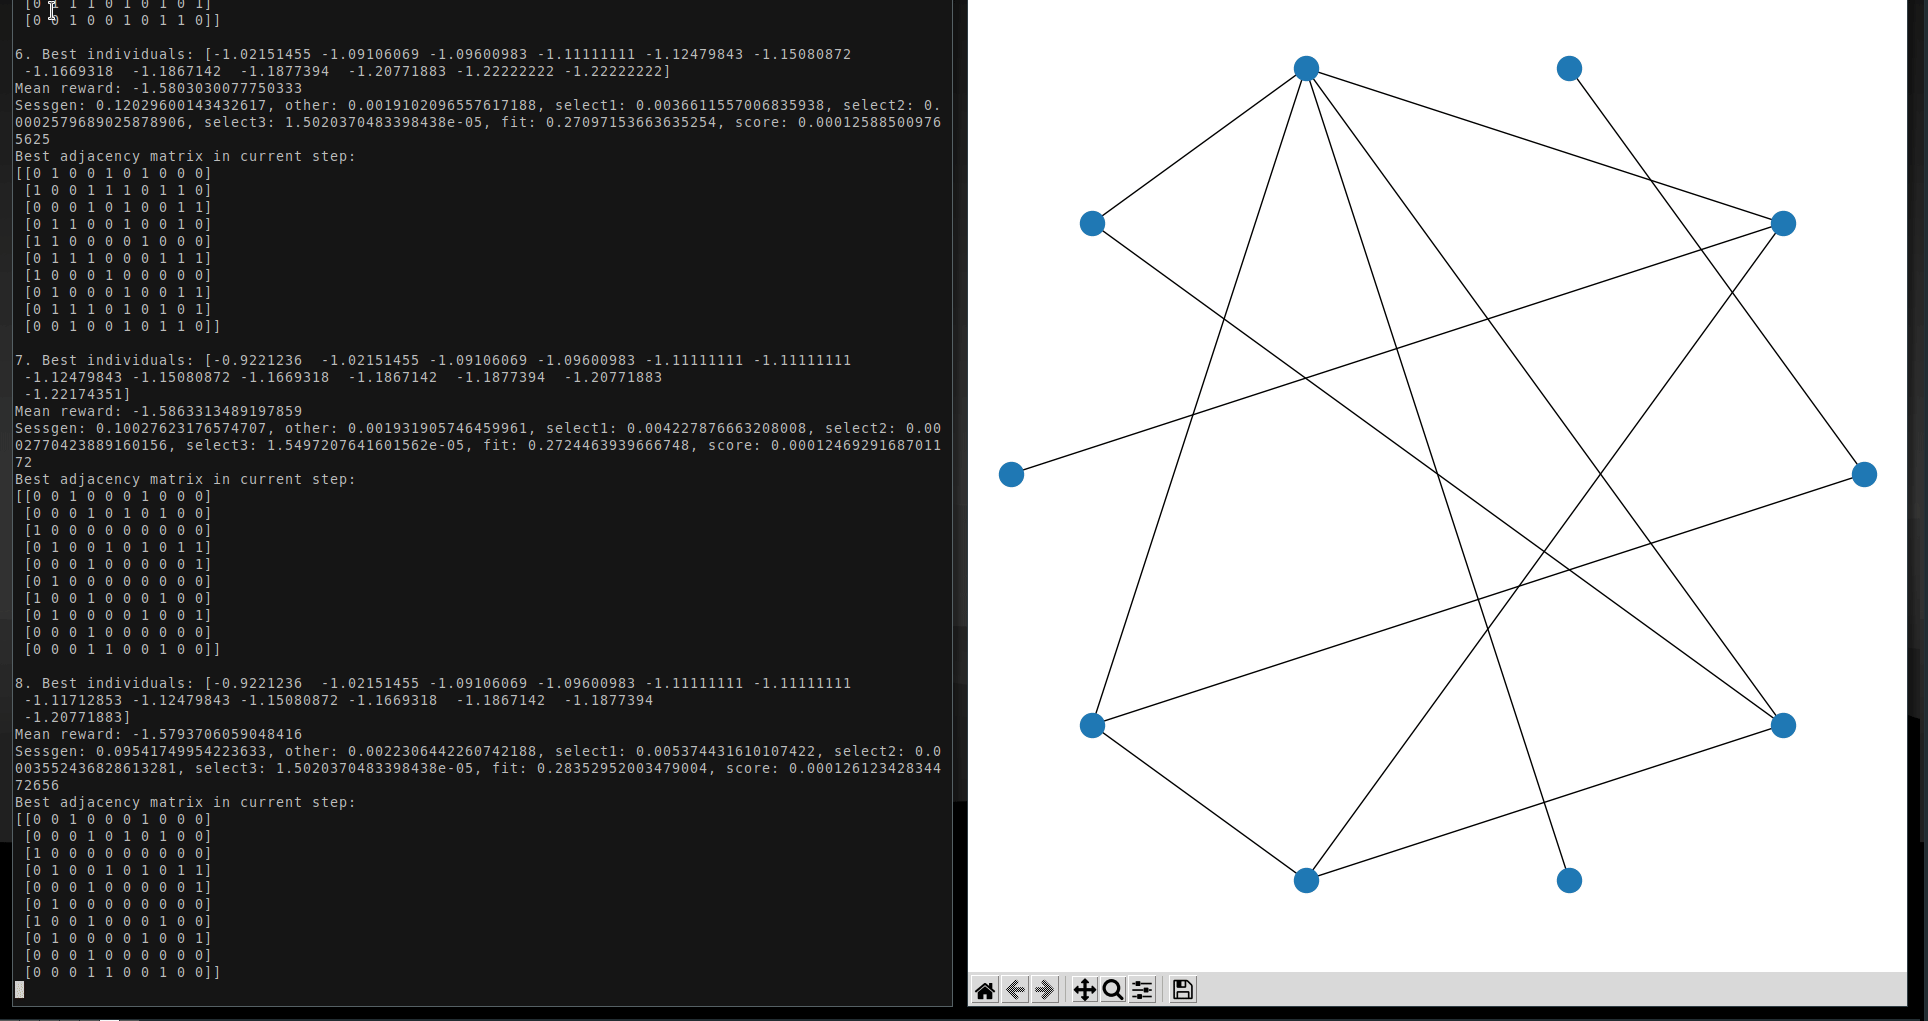 [0 1 1 1 0 1 0 1 0 1]
[0 0 1 0 0 1 0 1 1 0]]
6. Best individuals: [-1.02151455 -1.09106069 -1.09600983 -1.11111111 -1.12479843 -1.15080872
-1.1669318  -1.1867142  -1.1877394  -1.20771883 -1.22222222 -1.22222222]
Mean reward: -1.5803030077750333
Sessgen: 0.12029600143432617, other: 0.0019102096557617188, select1: 0.0036611557006835938, select2: 0.
0002579689025878906, select3: 1.5020370483398438e-05, fit: 0.27097153663635254, score: 0.00012588500976
5625
Best adjacency matrix in current step:
[[0 1 0 0 1 0 1 0 0 0]
[1 0 0 1 1 1 0 1 1 0]
[0 0 0 1 0 1 0 0 1 1]
[0 1 1 0 0 1 0 0 1 0]
[1 1 0 0 0 0 1 0 0 0]
[0 1 1 1 0 0 0 1 1 1]
[1 0 0 0 1 0 0 0 0 0]
[0 1 0 0 0 1 0 0 1 1]
[0 1 1 1 0 1 0 1 0 1]
[0 0 1 0 0 1 0 1 1 0]]
7. Best individuals: [-0.9221236  -1.02151455 -1.09106069 -1.09600983 -1.11111111 -1.11111111
-1.12479843 -1.15080872 -1.1669318  -1.1867142  -1.1877394  -1.20771883
-1.22174351]
Mean reward: -1.5863313489197859
Sessgen: 0.10027623176574707, other: 0.0019319057464599​61, select1: 0.004227876663208008, select2: 0.00
02770423889160156, select3: 1.5497207641601562e-05, fit: 0.2724463939666748, score: 0.000124692916870​11
72
Best adjacency matrix in current step:
[[0 0 1 0 0 0 1 0 0 0]
[0 0 0 1 0 1 0 1 0 0]
[1 0 0 0 0 0 0 0 0 0]
[0 1 0 0 1 0 1 0 1 1]
[0 0 0 1 0 0 0 0 0 1]
[0 1 0 0 0 0 0 0 0 0]
[1 0 0 1 0 0 0 1 0 0]
[0 1 0 0 0 0 1 0 0 1]
[0 0 0 1 0 0 0 0 0 0]
[0 0 0 1 1 0 0 1 0 0]]
8. Best individuals: [-0.9221236  -1.02151455 -1.09106069 -1.09600983 -1.11111111 -1.11111111
-1.11712853 -1.12479843 -1.15080872 -1.1669318  -1.1867142  -1.1877394
-1.20771883]
Mean reward: -1.5793706059048416
Sessgen: 0.09541749954223633, other: 0.0022306442260742188, select1: 0.005374431610107422, select2: 0.0
003552436828613281, select3: 1.5020370483398438e-05, fit: 0.28352952003479004, score: 0.000126123428344
72656
Best adjacency matrix in current step:
[[0 0 1 0 0 0 1 0 0 0]
[0 0 0 1 0 1 0 1 0 0]
[1 0 0 0 0 0 0 0 0 0]
[0 1 0 0 1 0 1 0 1 1]
[0 0 0 1 0 0 0 0 0 1]
[0 1 0 0 0 0 0 0 0 0]
[1 0 0 1 0 0 0 1 0 0]
[0 1 0 0 0 0 1 0 0 1]
[0 0 0 1 0 0 0 0 0 0]
[0 0 0 1 1 0 0 1 0 0]]